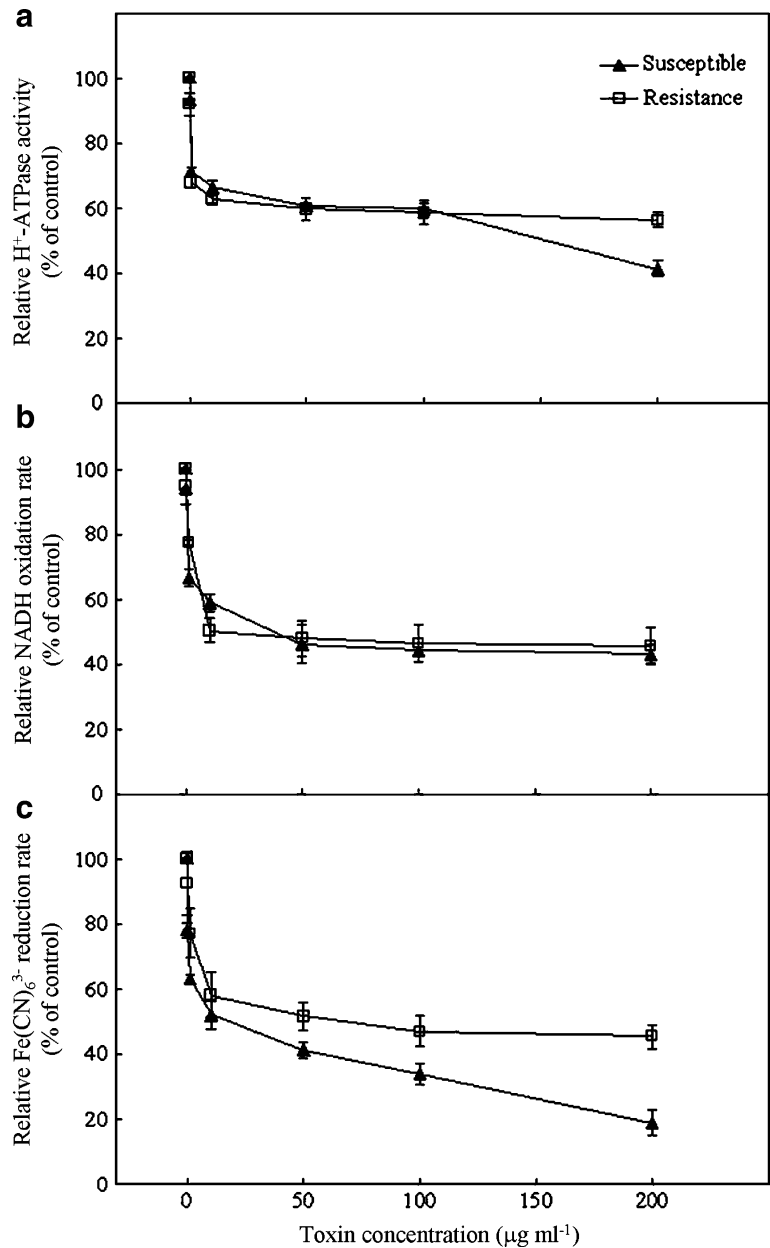 a
Relative H⁺-ATPase activity
(% of control)
100
80
60
40
20
0
Susceptible
Resistance
b
Relative NADH oxidation rate
(% of control)
100
80
60
40
20
0
c
Relative Fe(CN)₆³⁻ reduction rate
(% of control)
100
80
60
40
20
0
0 50 100 150 200
Toxin concentration (µg ml⁻¹)